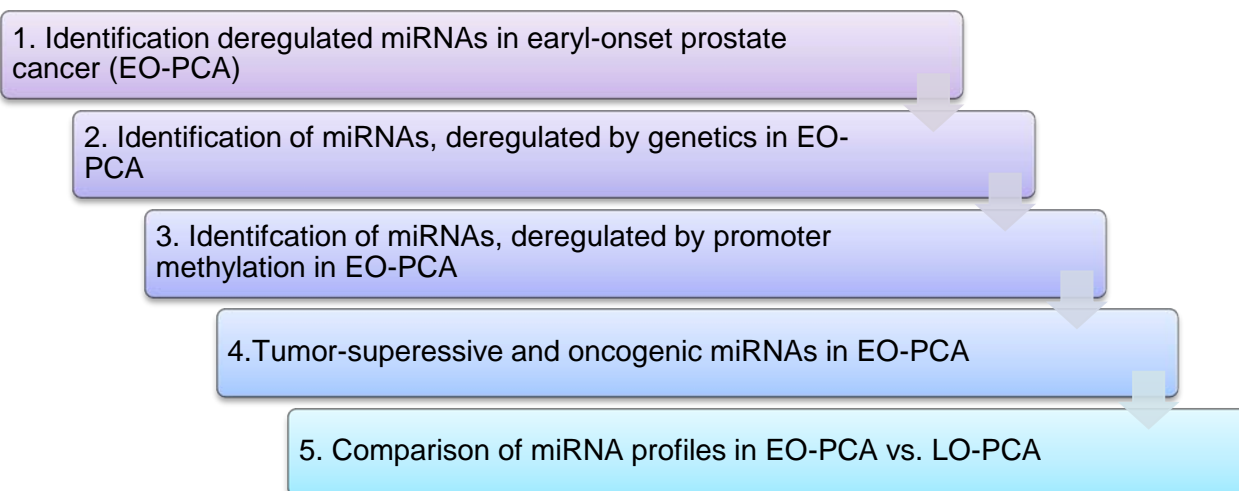 1. Identification deregulated miRNAs in earyl-onset prostate
cancer (EO-PCA)
2. Identification of miRNAs, deregulated by genetics in EO-
PCA
3. Identifcation of miRNAs, deregulated by promoter
methylation in EO-PCA
4.Tumor-superessive and oncogenic miRNAs in EO-PCA
5. Comparison of miRNA profiles in EO-PCA vs. LO-PCA